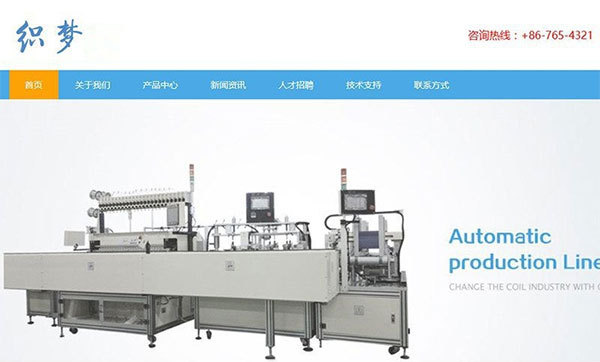 织梦
咨询热线：+86-765-4321
首页 关于我们 产品中心 新闻资讯 人才招聘 技术支持 联系方式
Automatic
production Line
CHANGE THE COIL INDUSTRY WITH